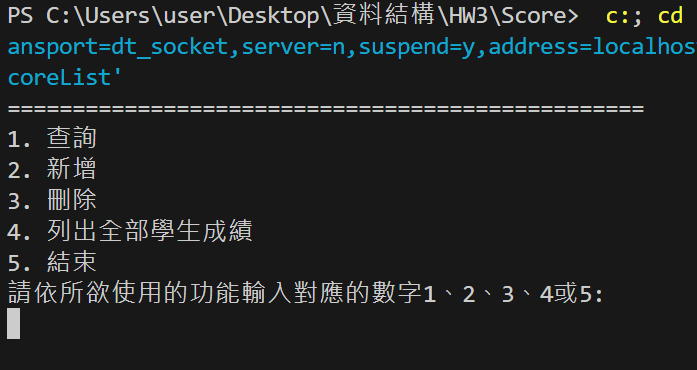 PS C:\Users\user\Desktop\資料結構\HW3\Score>  c:; cd
ansport=dt_socket,server=n,suspend=y,address=localhos
coreList'
=================================================
1. 查詢
2. 新增
3. 刪除
4. 列出全部學生成績
5. 結束
請依所欲使用的功能輸入對應的數字1、2、3、4或5: